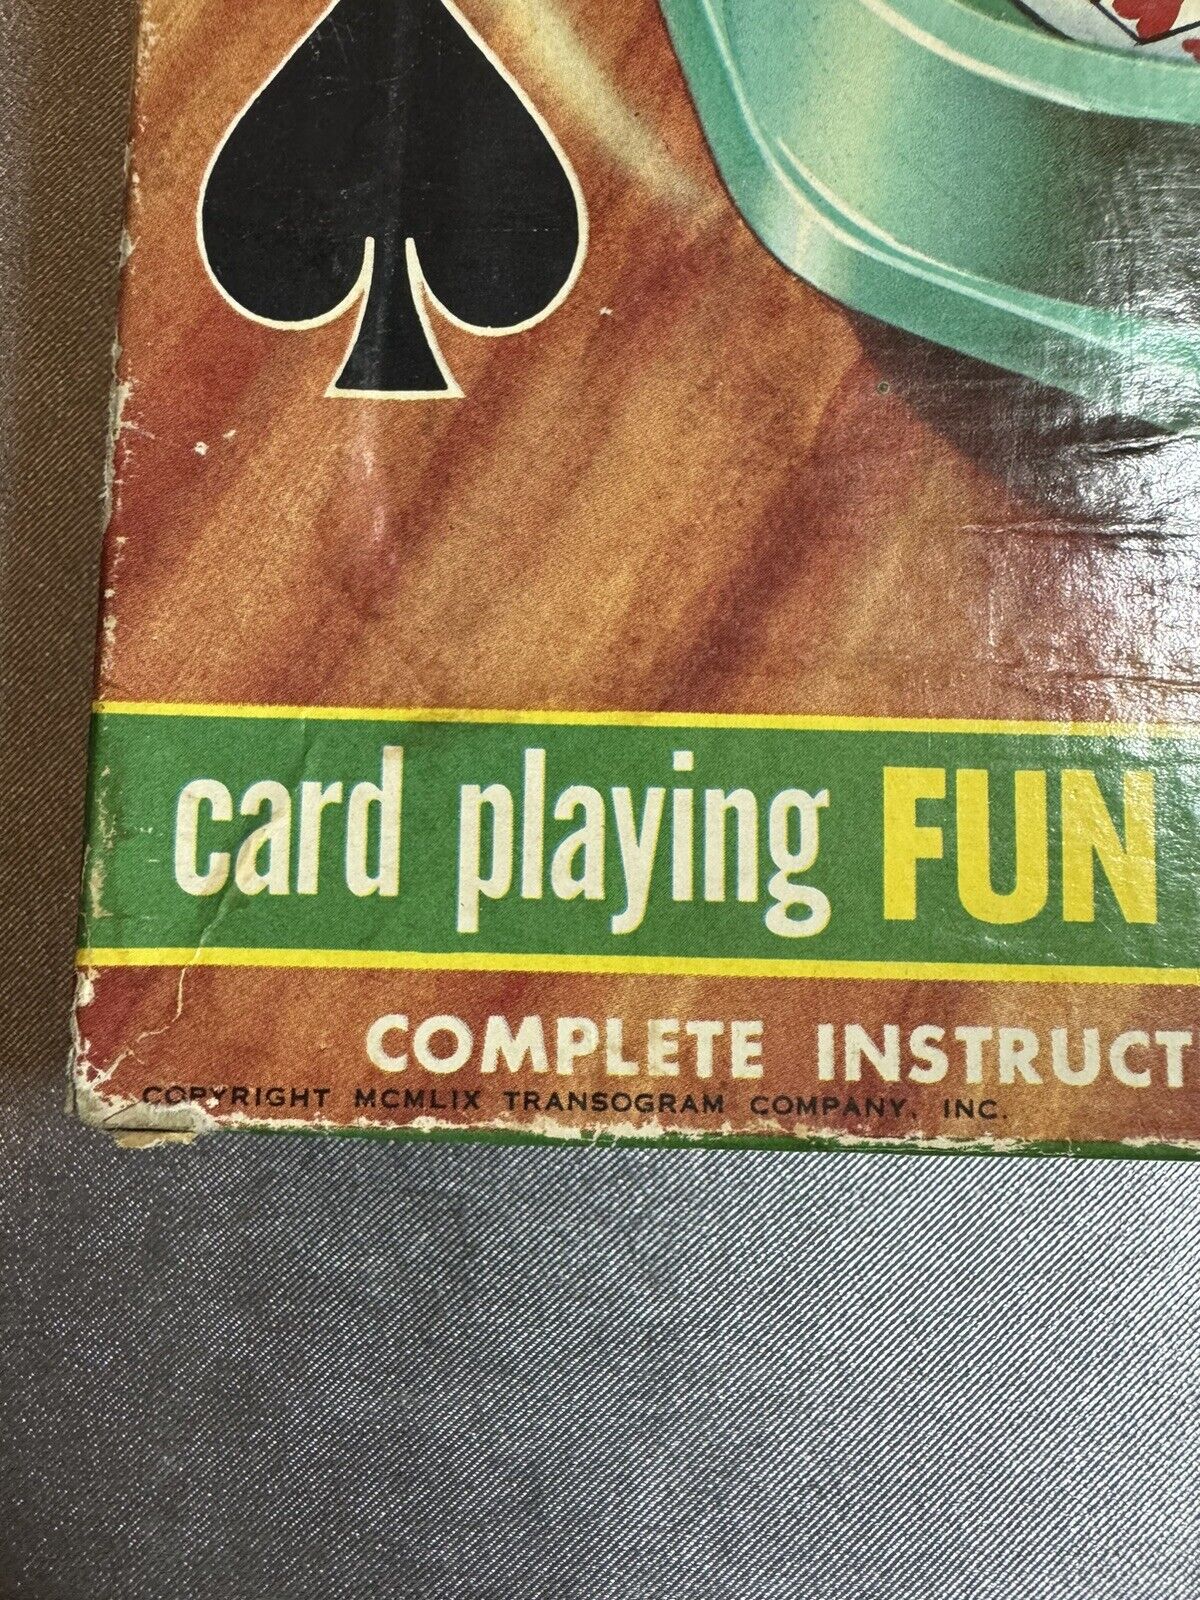 card playing FUN
COMPLETE INSTRUCT
COPYRIGHT MCMLIX TRANSOGRAM COMPANY, INC.